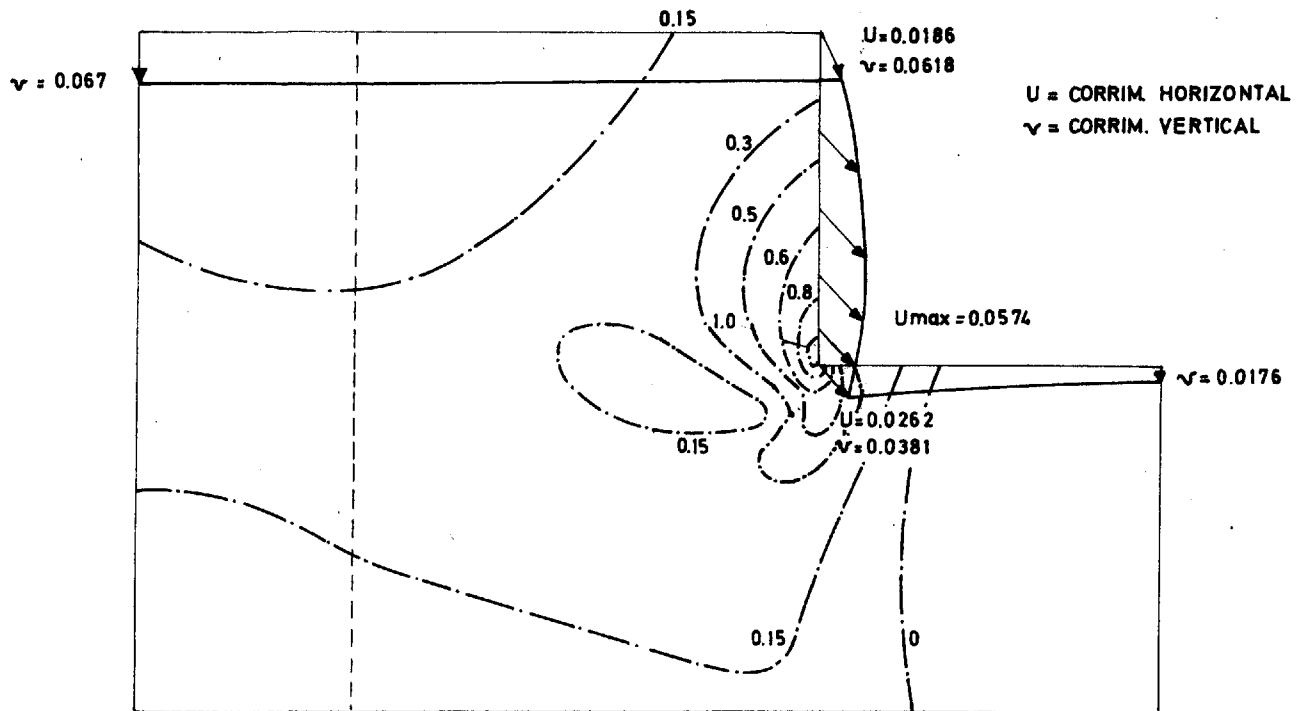 0.15
U=0.0186
v=0.067
v=0.0618
U = CORRIM. HORIZONTAL
v = CORRIM. VERTICAL
0.3
0.5
0.6
0.8
1.0
Umax=0.0574
v=0.0176
U=0.0262
v=0.0381
0.15
0.15
0